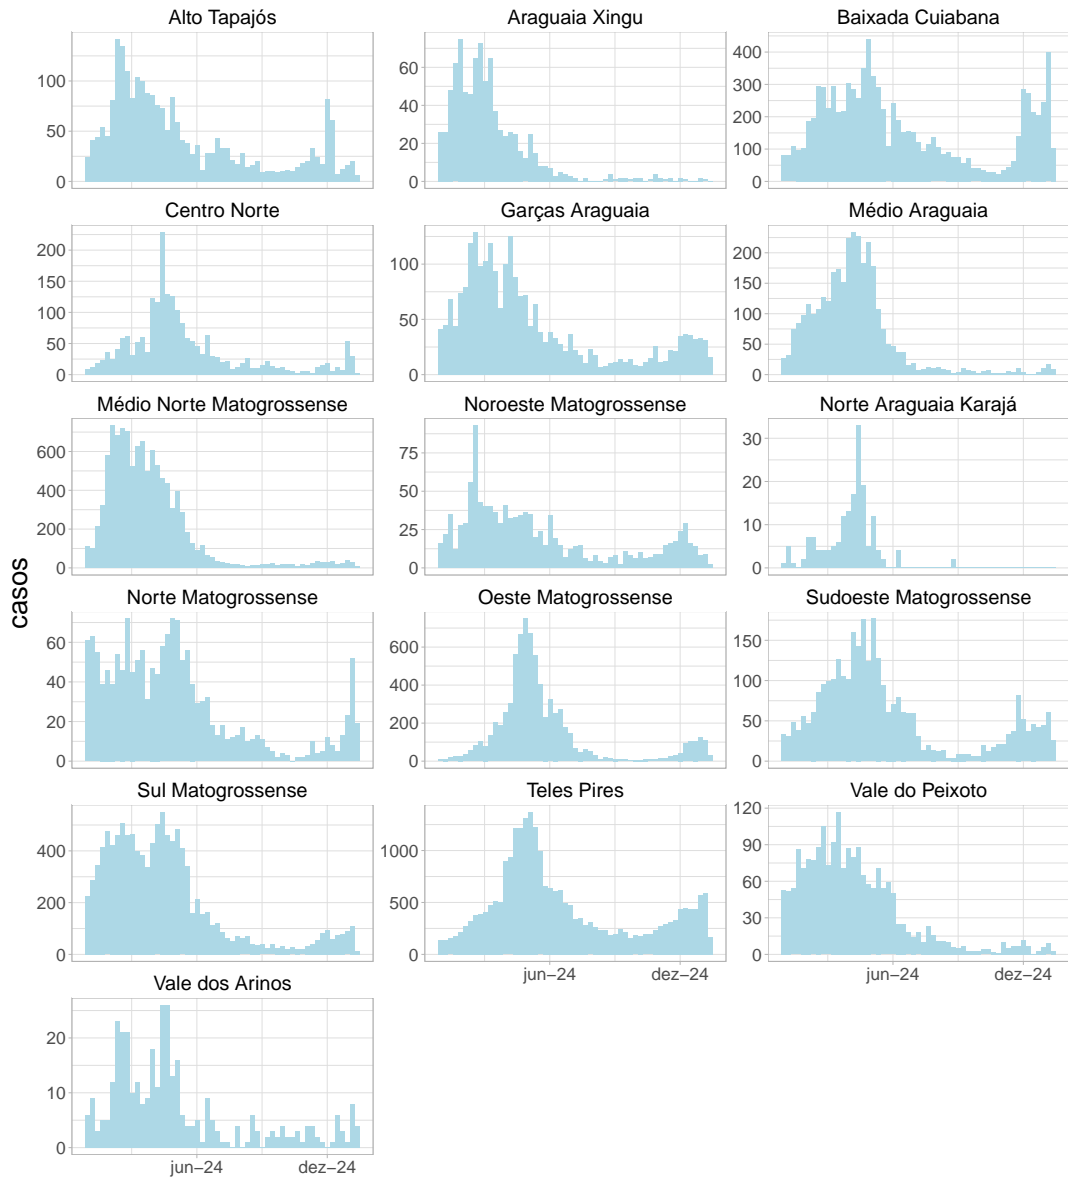 Alto Tapajós
Araguaia Xingu
Baixada Cuiabana
100
50
0
60
40
20
0
400
300
200
100
0
Centro Norte
Garças Araguaia
Médio Araguaia
200
150
100
50
0
100
50
0
200
150
100
50
0
Médio Norte Matogrossense
Noroeste Matogrossense
Norte Araguaia Karajá
600
400
200
0
75
50
25
0
30
20
10
0
casos
Norte Matogrossense
Oeste Matogrossense
Sudoeste Matogrossense
60
40
20
0
600
400
200
0
150
100
50
0
Sul Matogrossense
Teles Pires
Vale do Peixoto
400
200
0
1000
500
0
120
90
60
30
0
jun−24
dez−24
jun−24
dez−24
Vale dos Arinos
20
10
0
jun−24
dez−24